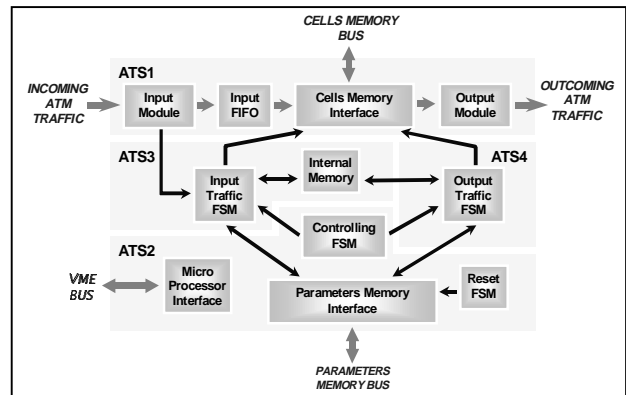 CELLS MEMORY
BUS
ATS1
INCOMING
ATM
TRAFFIC
Input
Module
Input
FIFO
Cells Memory
Interface
Output
Module
OUTCOMING
ATM
TRAFFIC
ATS3
ATS4
Input
Traffic
FSM
Internal
Memory
Output
Traffic
FSM
Controlling
FSM
ATS2
VME
BUS
Micro
Processor
Interface
Parameters Memory
Interface
Reset
FSM
PARAMETERS
MEMORY BUS